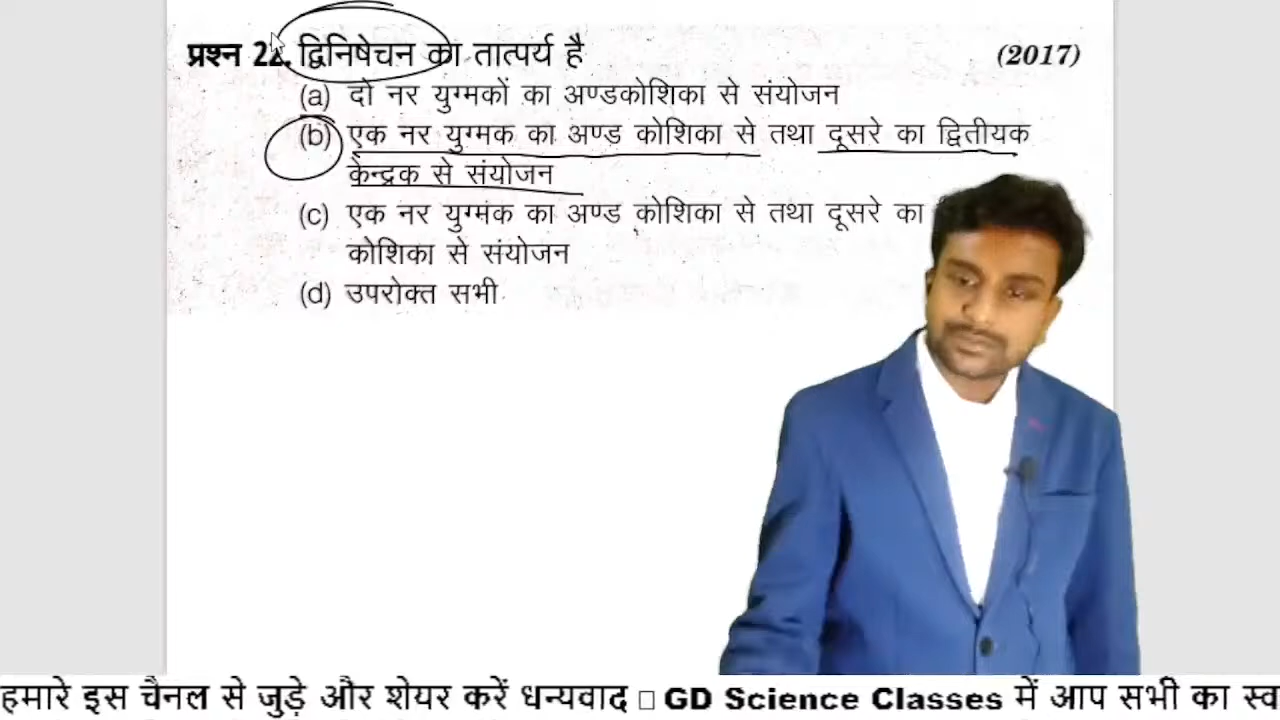 प्रश्न 22. द्विनिषेचन का तात्पर्य है (2017)
(a) दो नर युग्मकों का अण्डकोशिका से संयोजन
(b) एक नर युग्मक का अण्ड कोशिका से तथा दूसरे का द्वितीयक
केन्द्रक से संयोजन
(c) एक नर युग्मक का अण्ड कोशिका से तथा दूसरे का
कोशिका से संयोजन
(d) उपरोक्त सभी
हमारे इस चैनल से जुड़े और शेयर करें धन्यवाद □ GD Science Classes में आप सभी का स्व